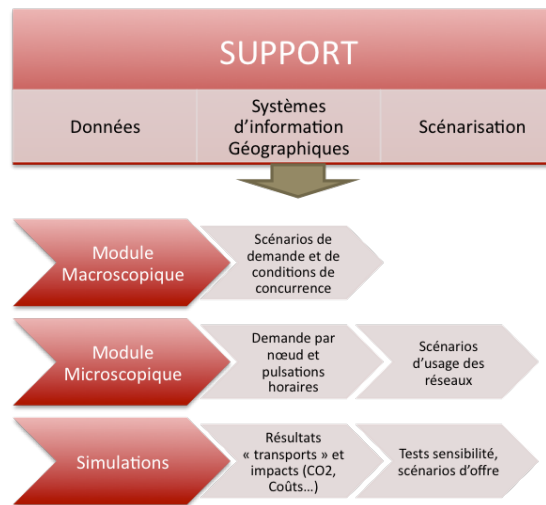 SUPPORT
Données
Systèmes
d'information
Géographiques
Scénarisation
Module
Macroscopique
Scénarios de
demande et de
conditions de
concurrence
Module
Microscopique
Demande par
nœud et
pulsations
horaires
Scénarios
d'usage des
réseaux
Simulations
Résultats
« transports » et
impacts (CO2,
Coûts…)
Tests sensibilité,
scénarios d'offre